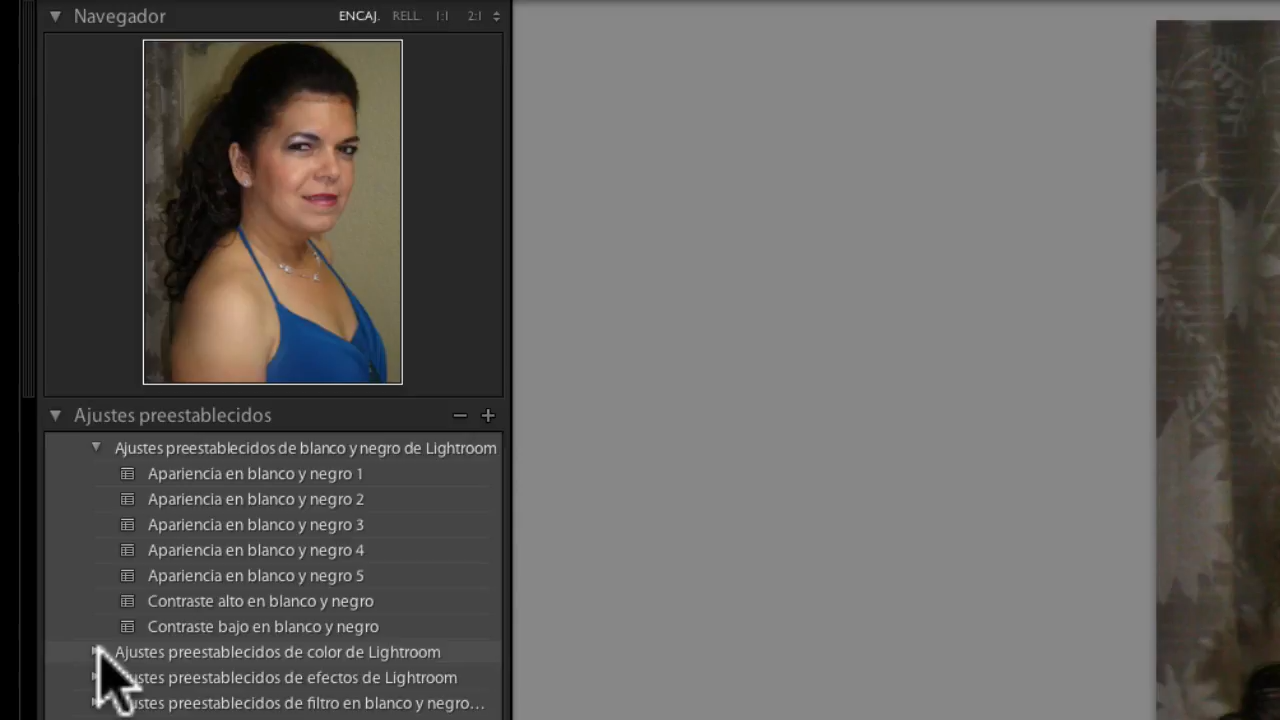 Navegador ENCAJ. RELL. 1:1 2:1
Ajustes preestablecidos
Ajustes preestablecidos de blanco y negro de Lightroom
Apariencia en blanco y negro 1
Apariencia en blanco y negro 2
Apariencia en blanco y negro 3
Apariencia en blanco y negro 4
Apariencia en blanco y negro 5
Contraste alto en blanco y negro
Contraste bajo en blanco y negro
Ajustes preestablecidos de color de Lightroom
preestablecidos de efectos de Lightroom
preestablecidos de filtro en blanco y negro...